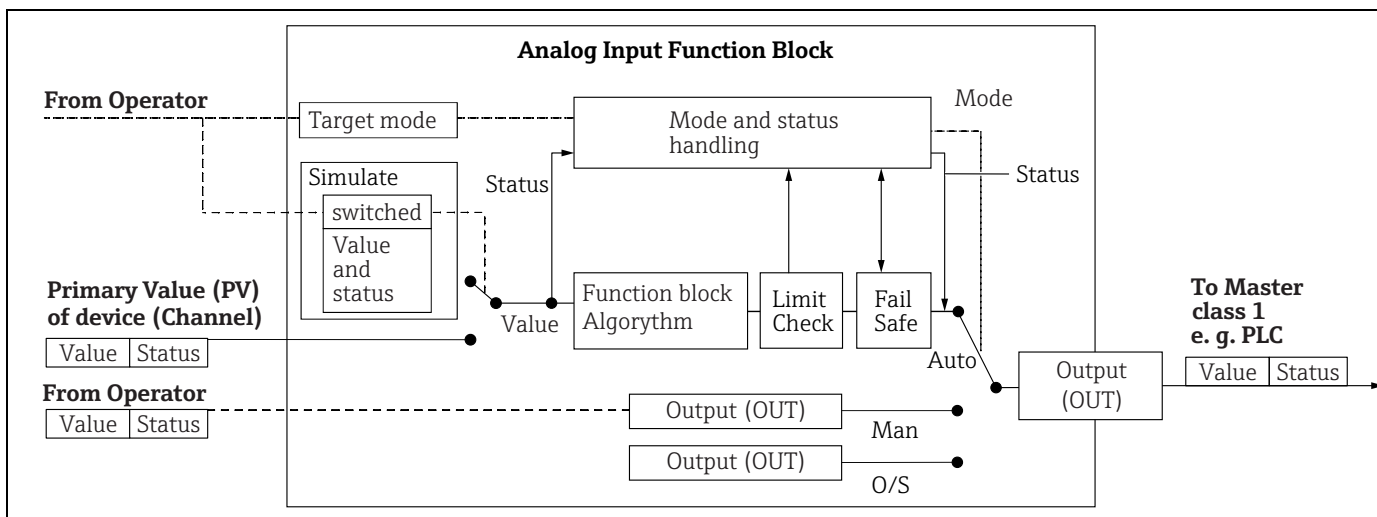 Analog Input Function Block
From Operator
Target mode
Mode and status
handling
Mode
Simulate
switched
Value
and
status
Status
Status
Primary Value (PV)
of device (Channel)
Value Status
Value
Function block
Algorythm
Limit
Check
Fail
Safe
Auto
To Master
class 1
e. g. PLC
Value Status
Output
(OUT)
From Operator
Value Status
Output (OUT)
Man
Output (OUT)
O/S